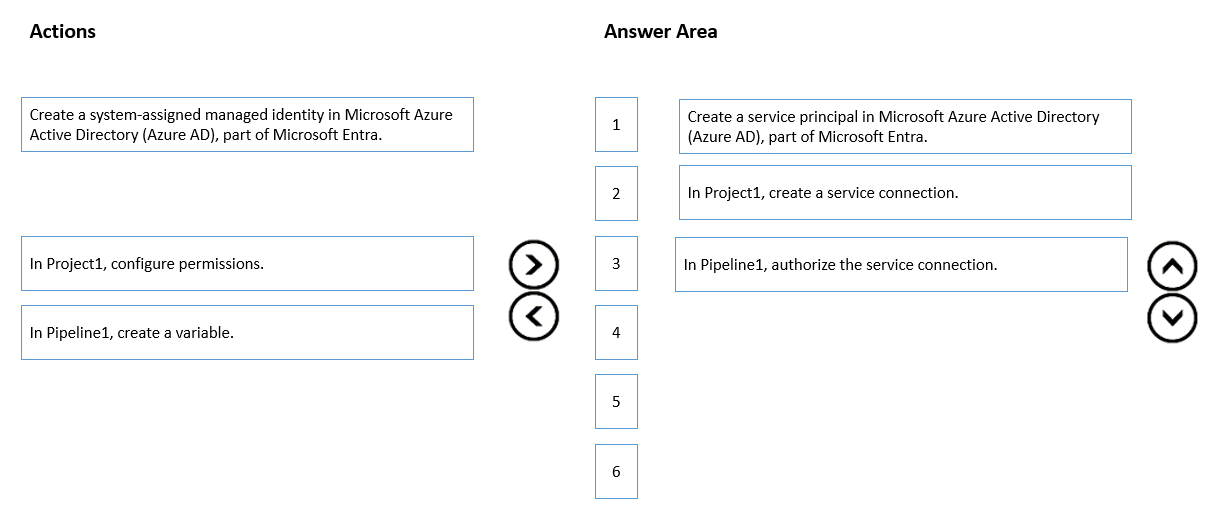 Actions
Answer Area
Create a system-assigned managed identity in Microsoft Azure
Active Directory (Azure AD), part of Microsoft Entra.
1
Create a service principal in Microsoft Azure Active Directory
(Azure AD), part of Microsoft Entra.
2
In Project1, create a service connection.
In Project1, configure permissions.
3
In Pipeline1, authorize the service connection.
In Pipeline1, create a variable.
4
5
6